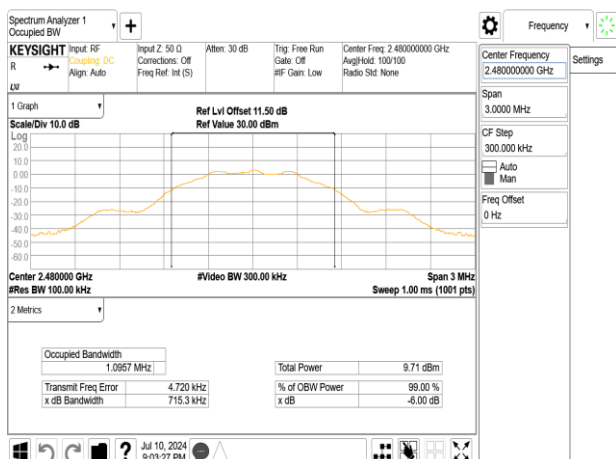 Spectrum Analyzer 1
Occupied BW
+
Frequency
KEYSIGHT
R
LXI
Input: RF
Coupling: DC
Align: Auto
Input Z: 50 Ω
Corrections: Off
Freq Ref: Int (S)
Atten: 30 dB
Trig: Free Run
Gate: Off
#IF Gain: Low
Center Freq: 2.480000000 GHz
Avg|Hold: 100/100
Radio Std: None
Center Frequency
2.480000000 GHz
Settings
Span
3.0000 MHz
CF Step
300.000 kHz
Auto
Man
Freq Offset
0 Hz
1 Graph
Scale/Div 10.0 dB
Ref Lvl Offset 11.50 dB
Ref Value 30.00 dBm
Log
20.0
10.0
0.00
-10.0
-20.0
-30.0
-40.0
-50.0
-60.0
Center 2.480000 GHz
#Res BW 100.00 kHz
#Video BW 300.00 kHz
Span 3 MHz
Sweep 1.00 ms (1001 pts)
2 Metrics
Occupied Bandwidth
1.0957 MHz
Total Power 9.71 dBm
Transmit Freq Error 4.720 kHz
% of OBW Power 99.00 %
x dB Bandwidth 715.3 kHz
x dB -6.00 dB
?
Jul 10, 2024
9:03:27 PM